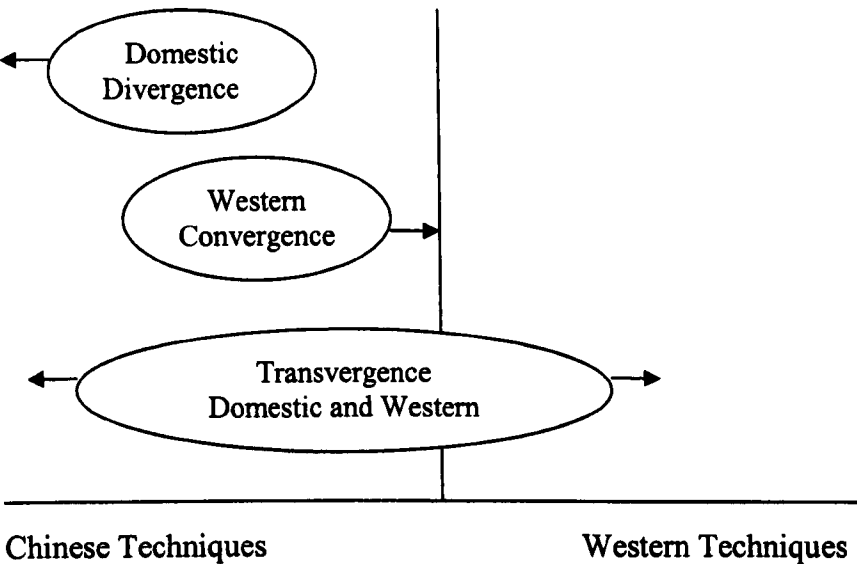 Domestic
Divergence
Western
Convergence
Transvergence
Domestic and Western
Chinese Techniques
Western Techniques